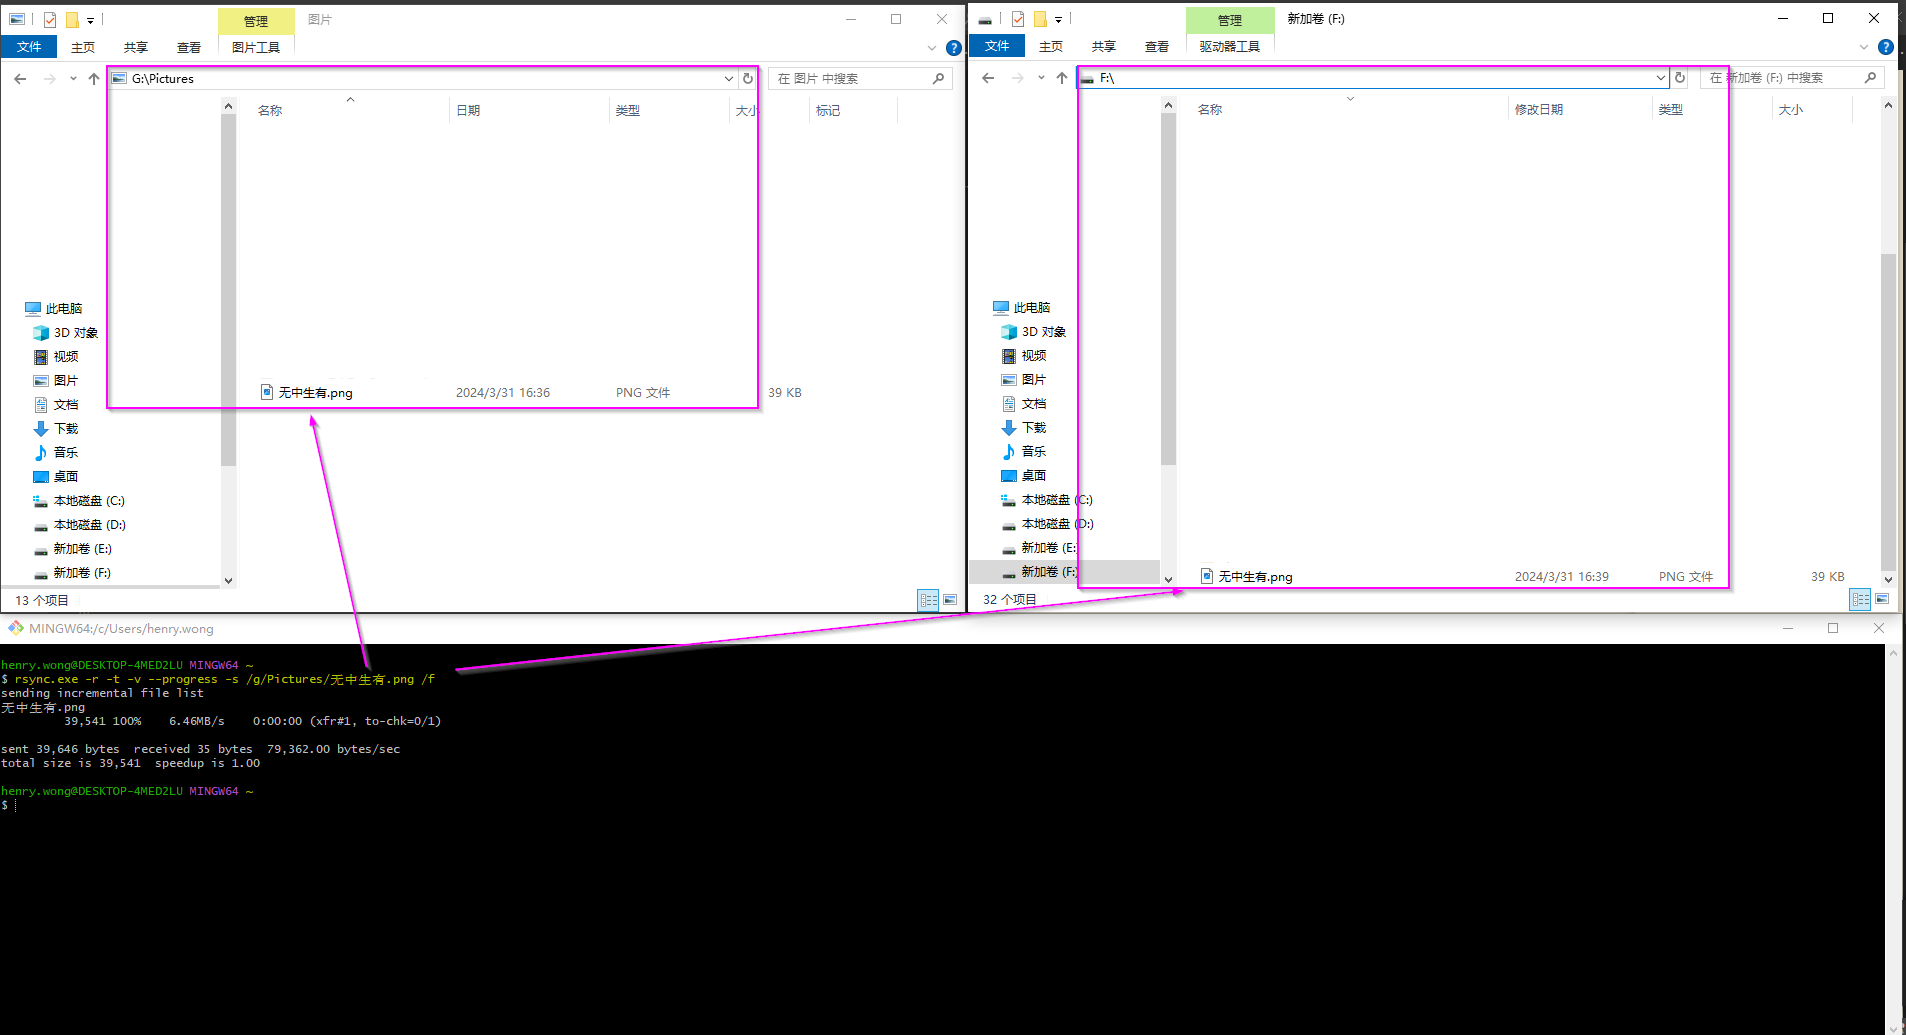 管理
图片
文件
主页
共享
查看
图片工具
G:\Pictures
在 图片 中搜索
名称
日期
类型
大小
标记
此电脑
3D 对象
视频
图片
文档
下载
音乐
桌面
本地磁盘 (C:)
本地磁盘 (D:)
新加卷 (E:)
新加卷 (F:)
无中生有.png
2024/3/31 16:36
PNG 文件
39 KB
13 个项目
管理
新加卷 (F:)
文件
主页
共享
查看
驱动器工具
F:\
在 新加卷 (F:) 中搜索
名称
修改日期
类型
大小
此电脑
3D 对象
视频
图片
文档
下载
音乐
桌面
本地磁盘 (C:)
本地磁盘 (D:)
新加卷 (E:)
新加卷 (F:)
无中生有.png
2024/3/31 16:39
PNG 文件
39 KB
32 个项目
MINGW64:/c/Users/henry.wong
henry.wong@DESKTOP-4MED2LU MINGW64 ~
$ rsync.exe -r -t -v --progress -s /g/Pictures/无中生有.png /f
sending incremental file list
无中生有.png
39,541 100% 6.46MB/s 0:00:00 (xfr#1, to-chk=0/1)
sent 39,646 bytes received 35 bytes 79,362.00 bytes/sec
total size is 39,541 speedup is 1.00
henry.wong@DESKTOP-4MED2LU MINGW64 ~
$